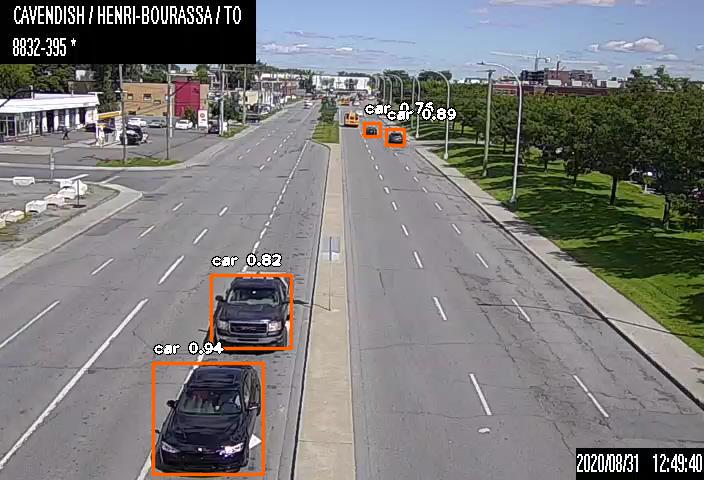 CAVENDISH / HENRI-BOURASSA / TO
8832-395 *
car 0.76
car 0.89
car 0.82
car 0.94
2020/08/31 12:49:40